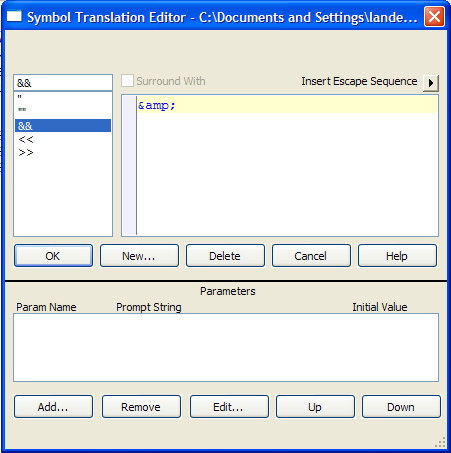 Symbol Translation Editor - C:\Documents and Settings\lande...
&&
Surround With
Insert Escape Sequence
"
""
&&
<<
>>
&amp;
OK
New...
Delete
Cancel
Help
Parameters
Param Name
Prompt String
Initial Value
Add...
Remove
Edit...
Up
Down